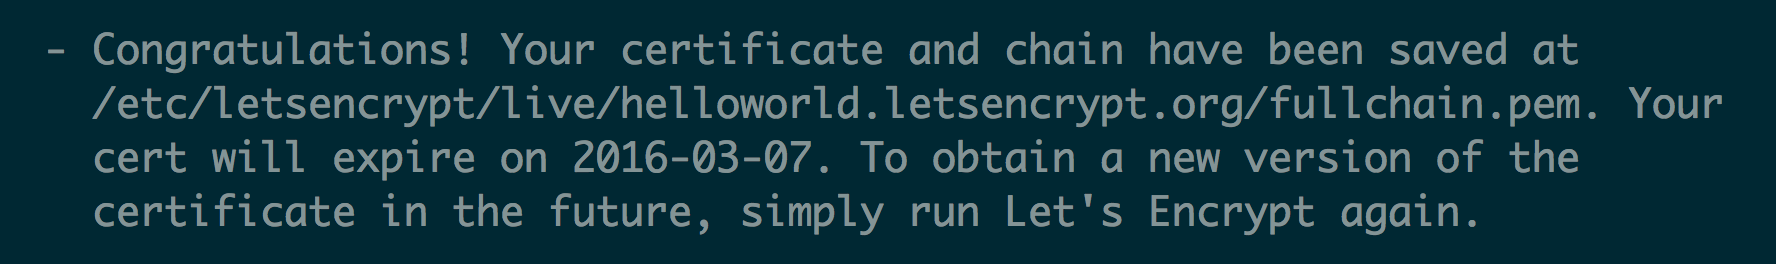 - Congratulations! Your certificate and chain have been saved at
/etc/letsencrypt/live/helloworld.letsencrypt.org/fullchain.pem. Your
cert will expire on 2016-03-07. To obtain a new version of the
certificate in the future, simply run Let's Encrypt again.